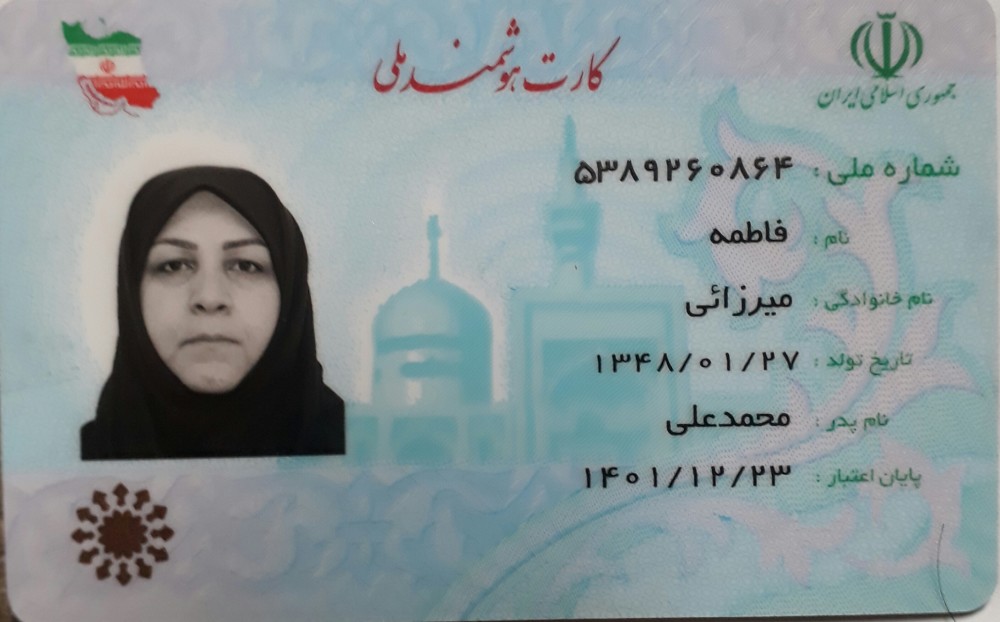 کارت هوشمند ملی
جمهوری اسلامی ایران
شماره ملی : ۵۳۸۹۲۶۰۸۶۴
نام : فاطمه
نام خانوادگی : میرزائی
تاریخ تولد : ۱۳۴۸/۰۱/۲۷
نام پدر : محمدعلی
پایان اعتبار : ۱۴۰۱/۱۲/۲۳